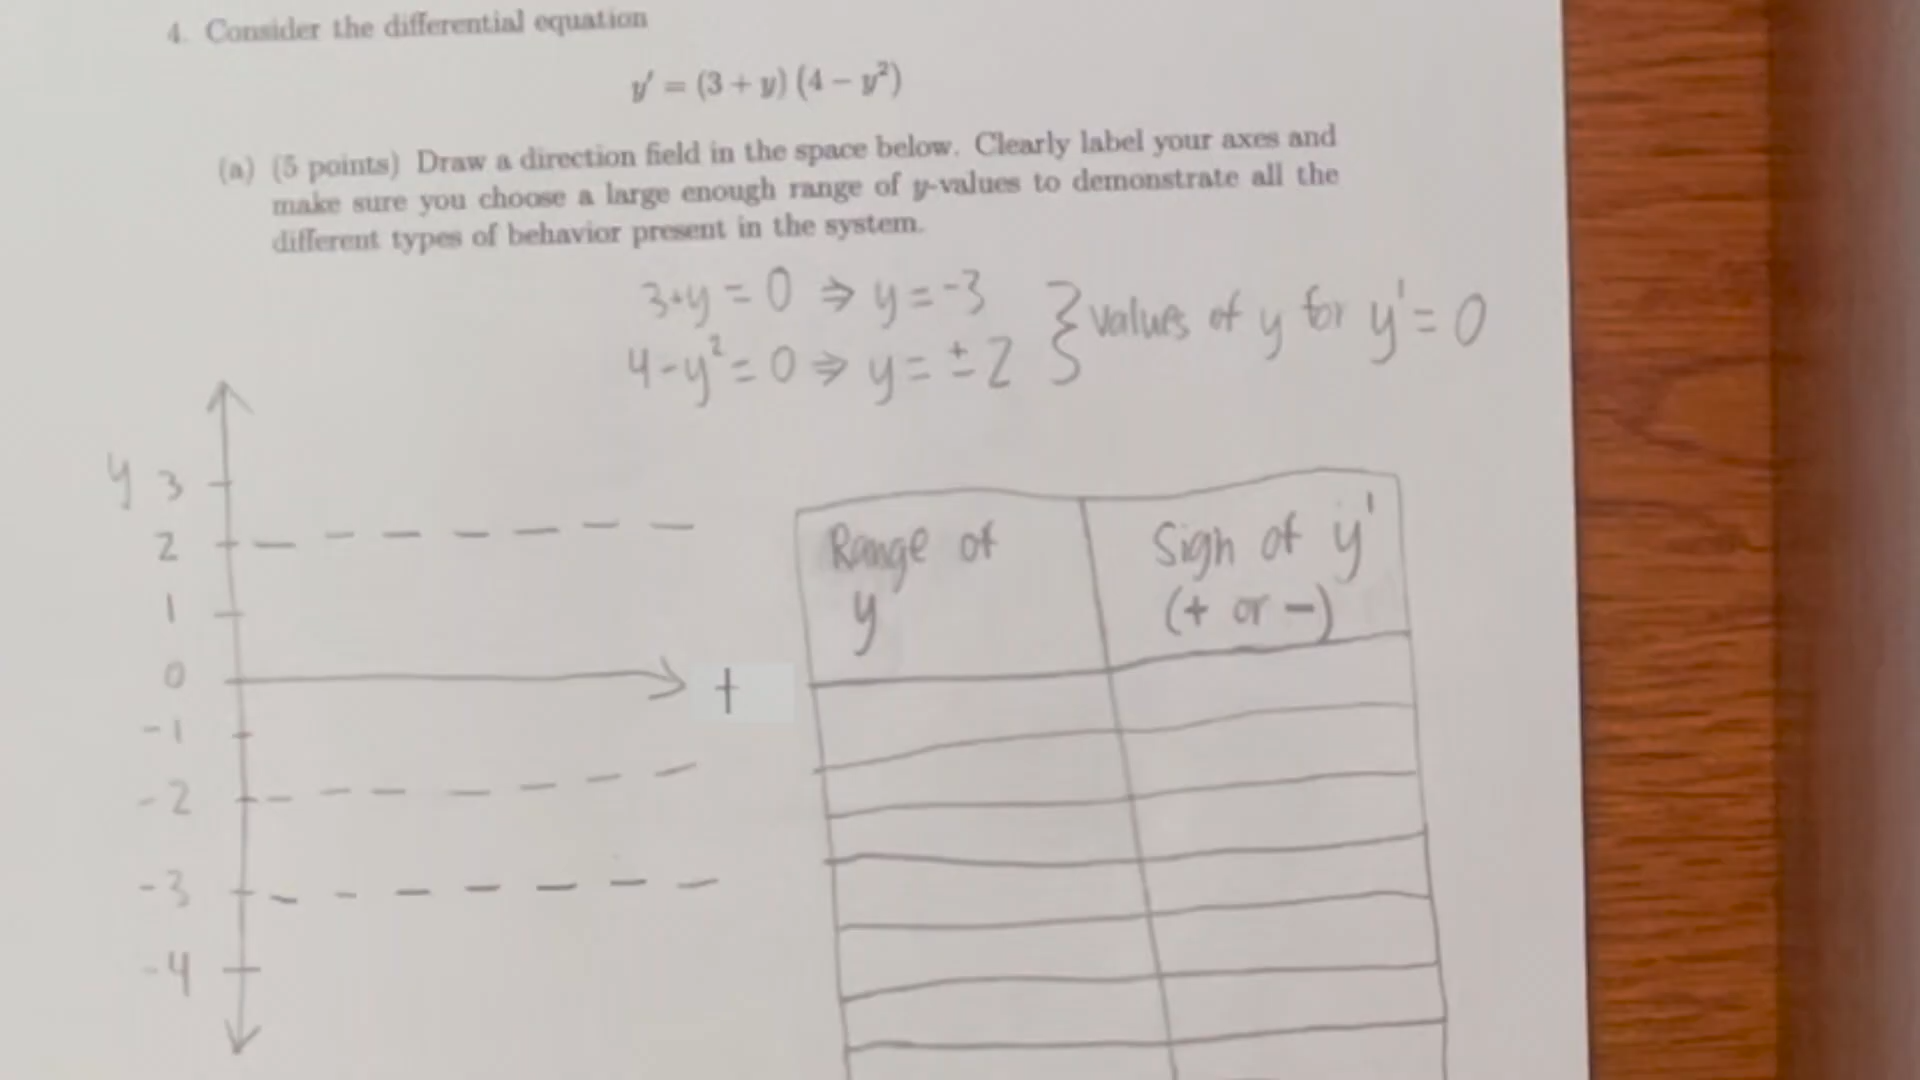 4. Consider the differential equation
y′ = (3 + y) (4 − y²)
(a) (5 points) Draw a direction field in the space below. Clearly label your axes and
make sure you choose a large enough range of y-values to demonstrate all the
different types of behavior present in the system.
3+y = 0 ⇒ y = -3
4-y² = 0 ⇒ y = ±2
} values of y for y' = 0
y
3
2
1
0
-1
-2
-3
-4
t
Range of
y
Sign of y'
(+ or −)